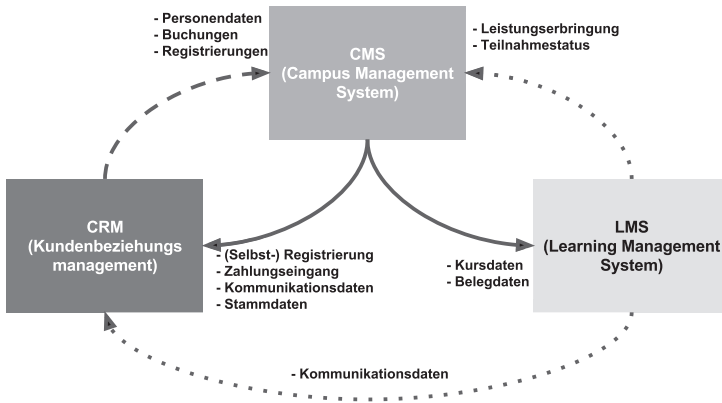 - Personendaten
- Buchungen
- Registrierungen
CMS
(Campus Management
System)
- Leistungserbringung
- Teilnahmestatus
CRM
(Kundenbeziehungs
management)
- (Selbst-) Registrierung
- Zahlungseingang
- Kommunikationsdaten
- Stammdaten
- Kursdaten
- Belegdaten
LMS
(Learning Management
System)
- Kommunikationsdaten